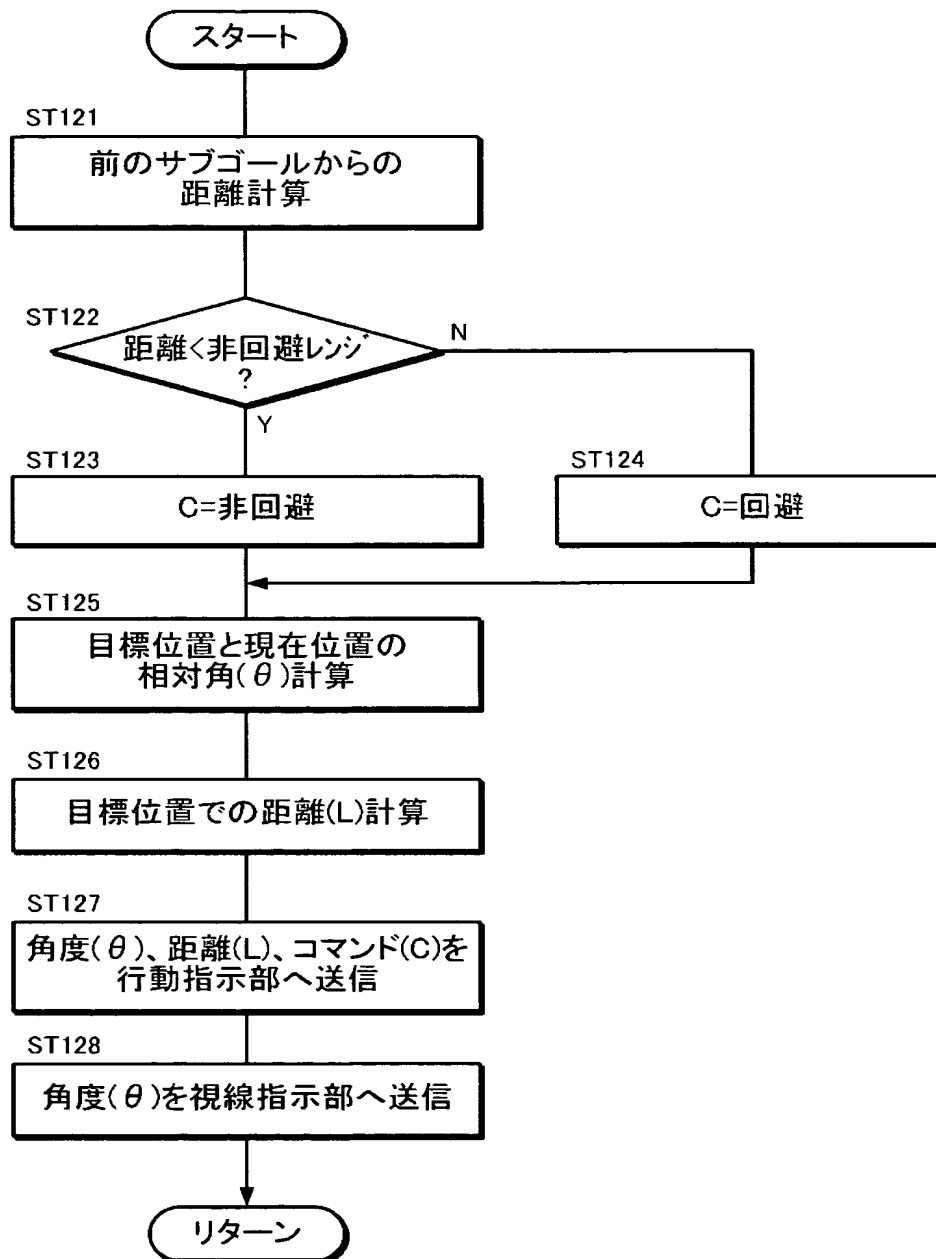 スタート
ST121
前のサブゴールからの
距離計算
ST122
距離<非回避レンジ
?
N
Y
ST123
C=非回避
ST124
C=回避
ST125
目標位置と現在位置の
相対角(θ)計算
ST126
目標位置での距離(L)計算
ST127
角度(θ)、距離(L)、コマンド(C)を
行動指示部へ送信
ST128
角度(θ)を視線指示部へ送信
リターン